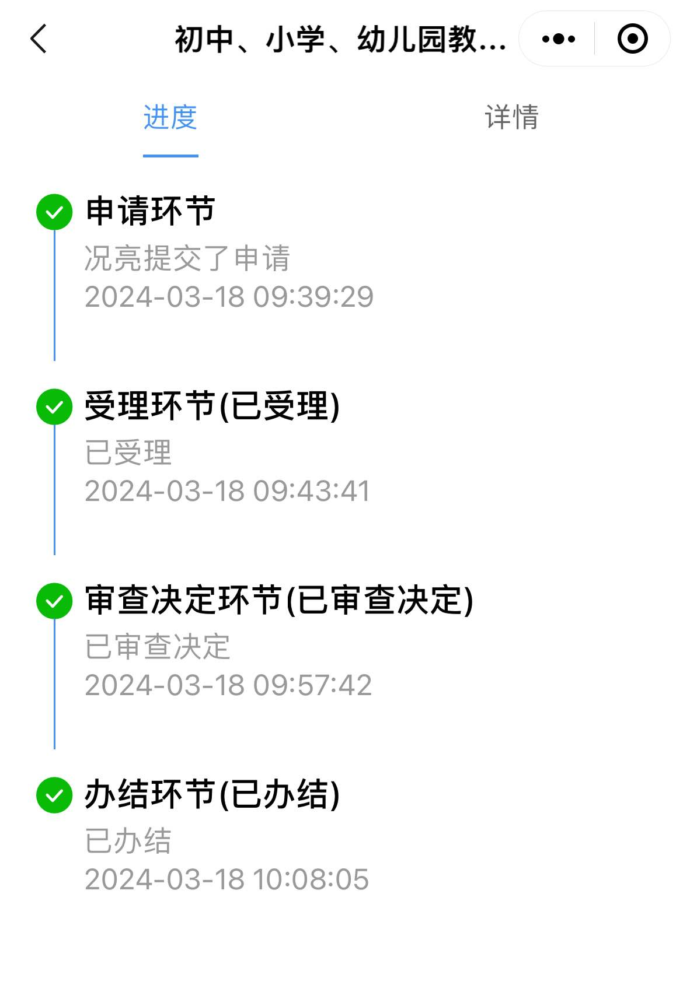 初中、小学、幼儿园教...
进度
详情
申请环节
况亮提交了申请
2024-03-18 09:39:29
受理环节(已受理)
已受理
2024-03-18 09:43:41
审查决定环节(已审查决定)
已审查决定
2024-03-18 09:57:42
办结环节(已办结)
已办结
2024-03-18 10:08:05